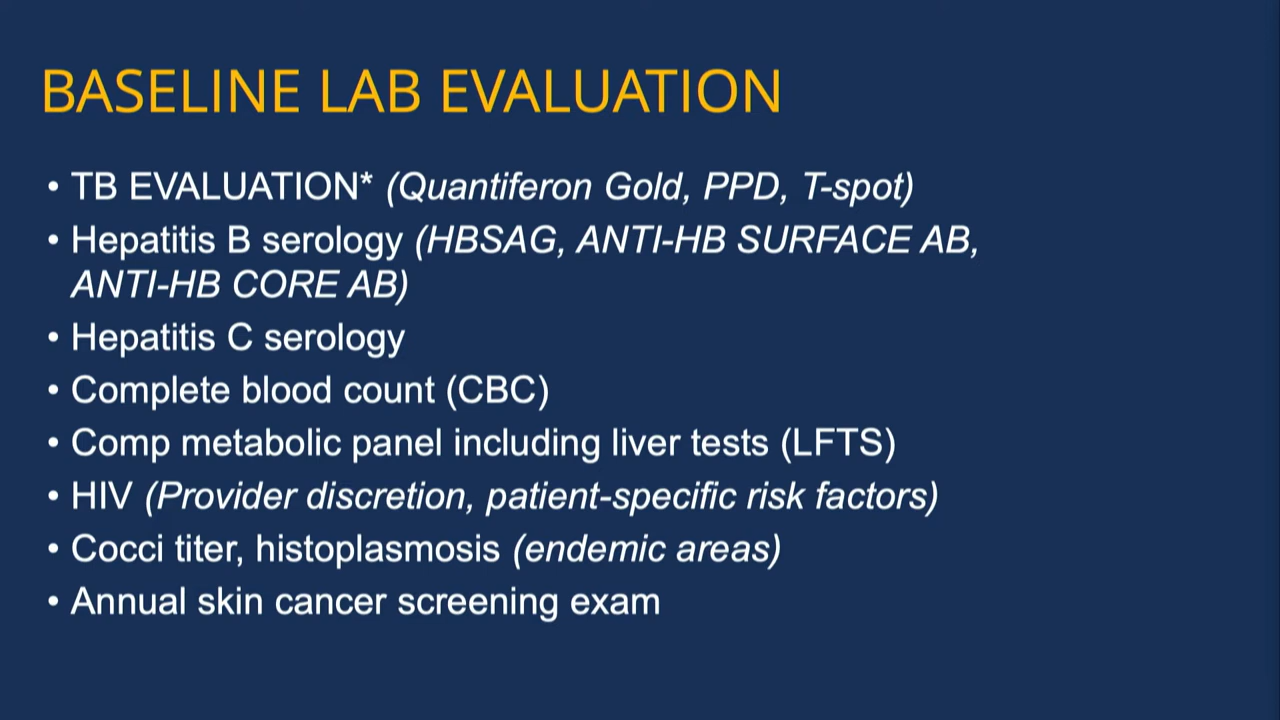 BASELINE LAB EVALUATION
• TB EVALUATION* (Quantiferon Gold, PPD, T-spot)
• Hepatitis B serology (HBSAG, ANTI-HB SURFACE AB,
ANTI-HB CORE AB)
• Hepatitis C serology
• Complete blood count (CBC)
• Comp metabolic panel including liver tests (LFTS)
• HIV (Provider discretion, patient-specific risk factors)
• Cocci titer, histoplasmosis (endemic areas)
• Annual skin cancer screening exam